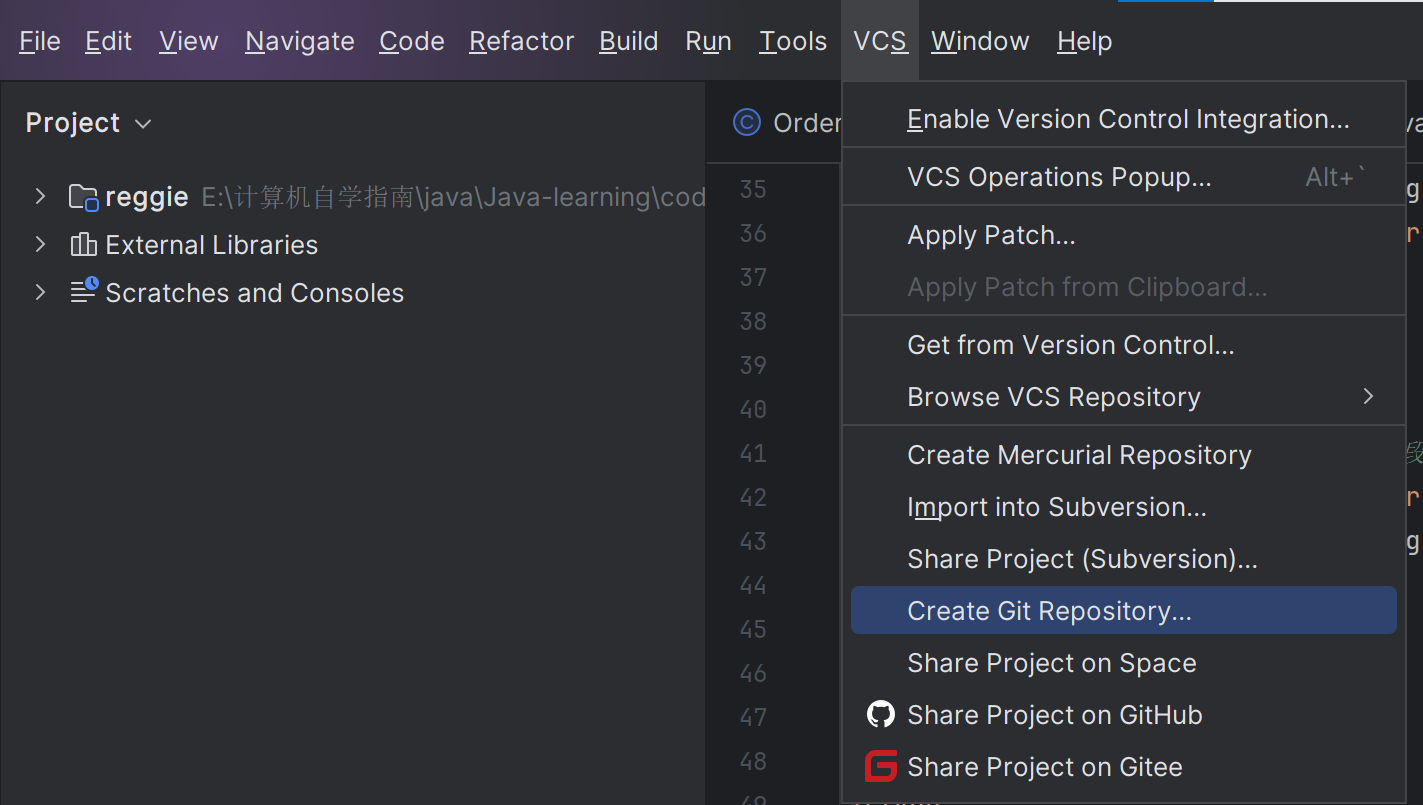 File Edit View Navigate Code Refactor Build Run Tools VCS Window Help
Project
reggie E:\计算机自学指南\java\Java-learning\cod
External Libraries
Scratches and Consoles
Order
35
36
37
38
39
40
41
42
43
44
45
46
47
48
Enable Version Control Integration...
VCS Operations Popup... Alt+`
Apply Patch...
Apply Patch from Clipboard...
Get from Version Control...
Browse VCS Repository
Create Mercurial Repository
Import into Subversion...
Share Project (Subversion)...
Create Git Repository...
Share Project on Space
Share Project on GitHub
Share Project on Gitee
va
g
r
段
r
g